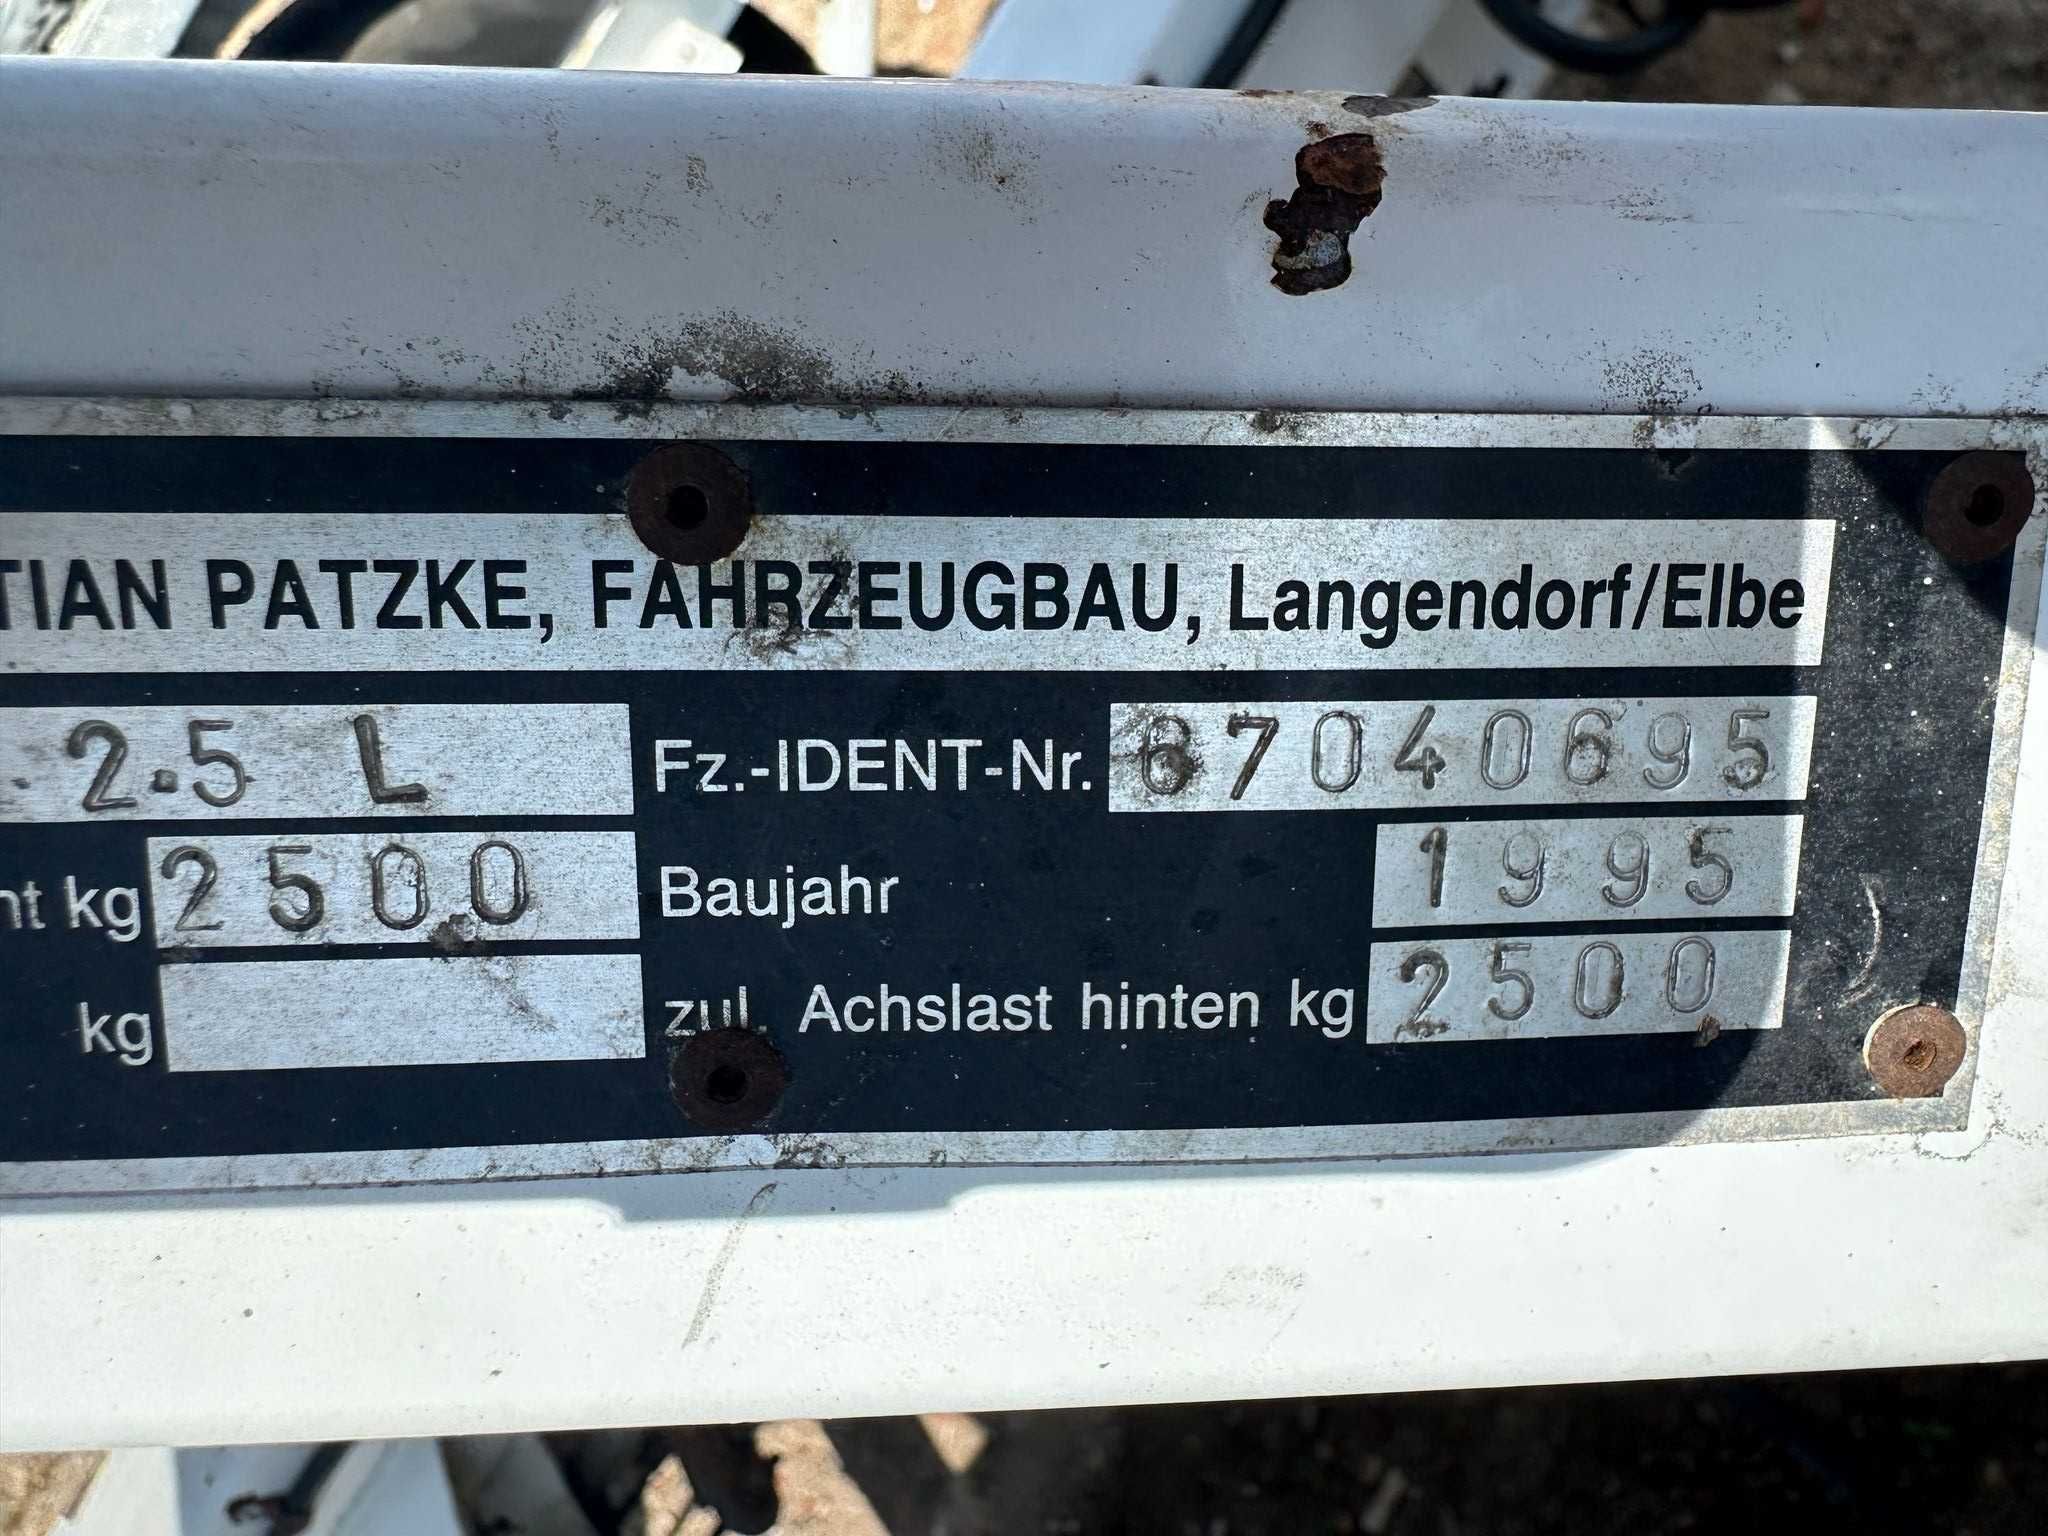 TIAN PATZKE, FAHRZEUGBAU, Langendorf/Elbe
2.5 L Fz.-IDENT-Nr. 67040695
kg 2500 Baujahr 1995
kg zul. Achslast hinten kg 2500